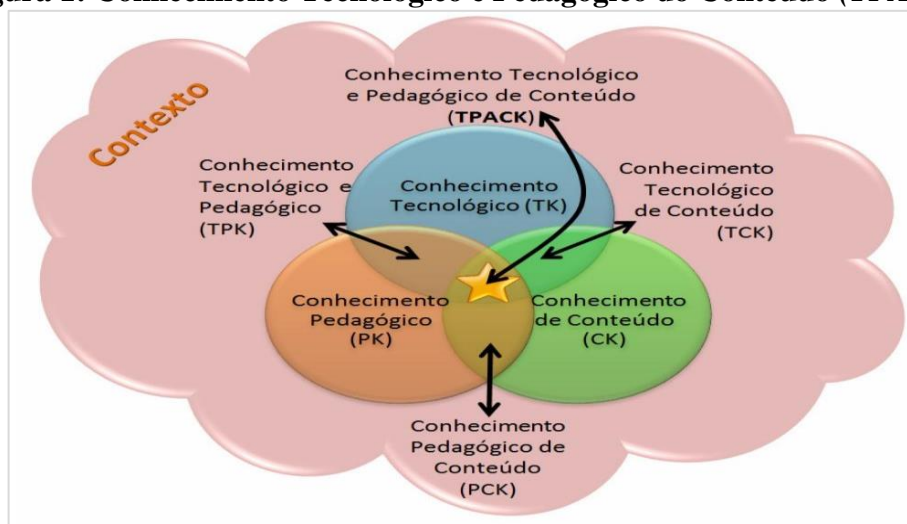 Conhecimento Tecnológico e Pedagógico do Conteúdo
Contexto
Conhecimento Tecnológico
e Pedagógico de Conteúdo
(TPACK)
Conhecimento
Tecnológico e
Pedagógico
(TPK)
Conhecimento
Tecnológico (TK)
Conhecimento
Tecnológico
de Conteúdo
(TCK)
Conhecimento
Pedagógico
(PK)
Conhecimento
de Conteúdo
(CK)
Conhecimento
Pedagógico de
Conteúdo
(PCK)